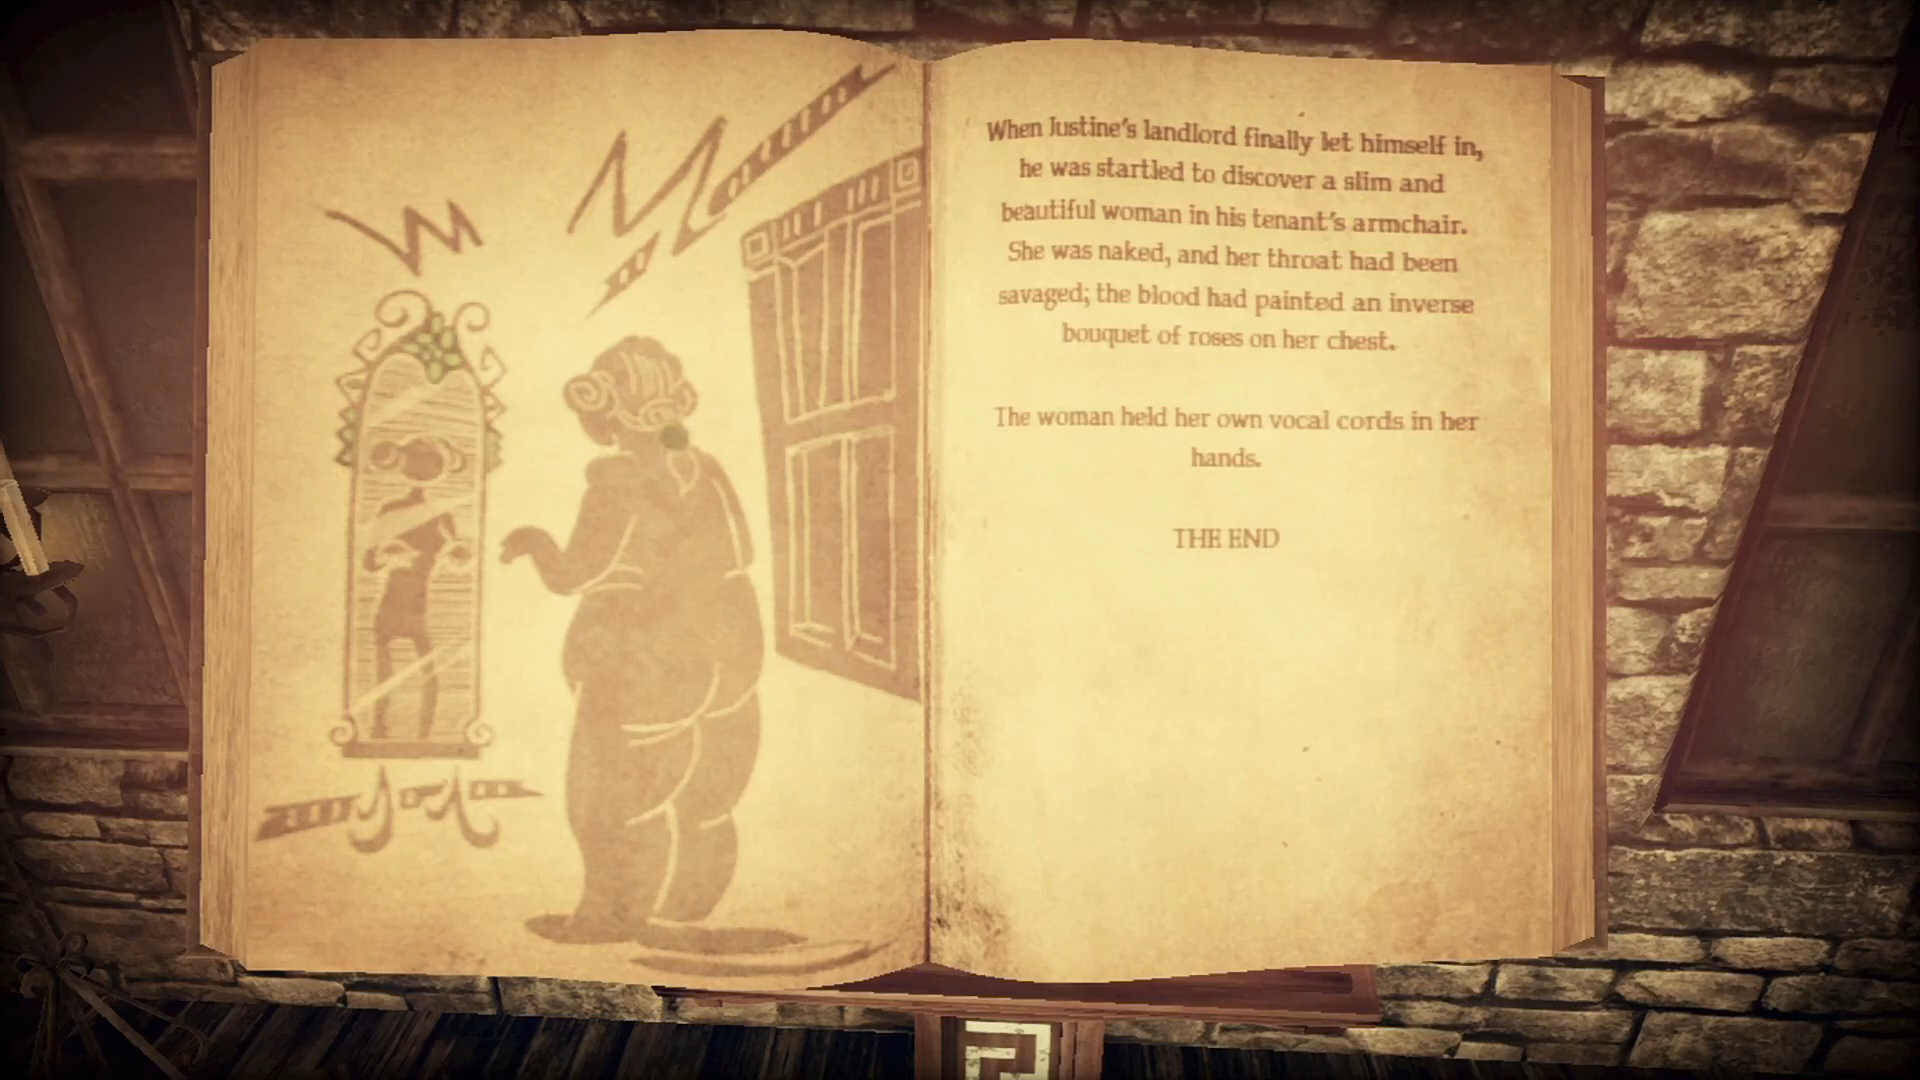 When Justine's landlord finally let himself in,
he was startled to discover a slim and
beautiful woman in his tenant's armchair.
She was naked, and her throat had been
savaged; the blood had painted an inverse
bouquet of roses on her chest.
The woman held her own vocal cords in her
hands.
THE END